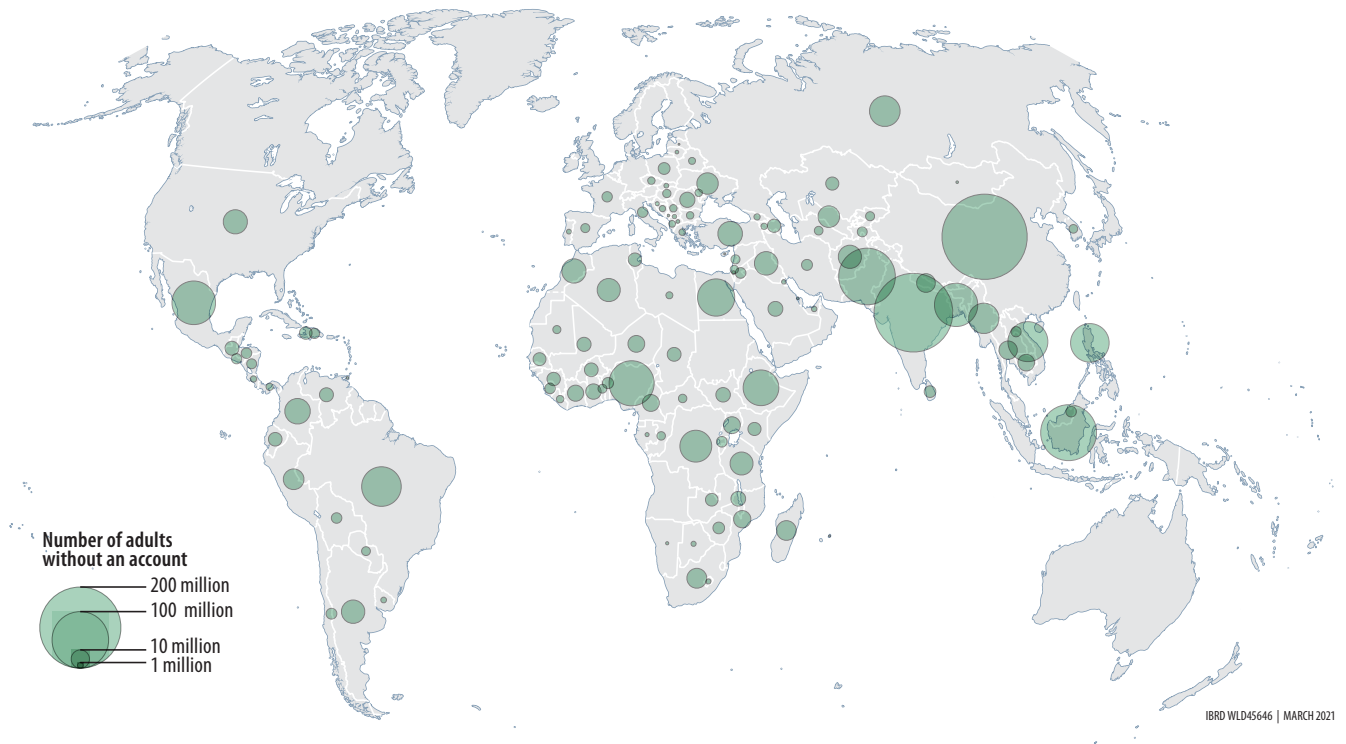 Number of adults
without an account
200 million
100 million
10 million
1 million
IBRD WLD45646 | MARCH 2021